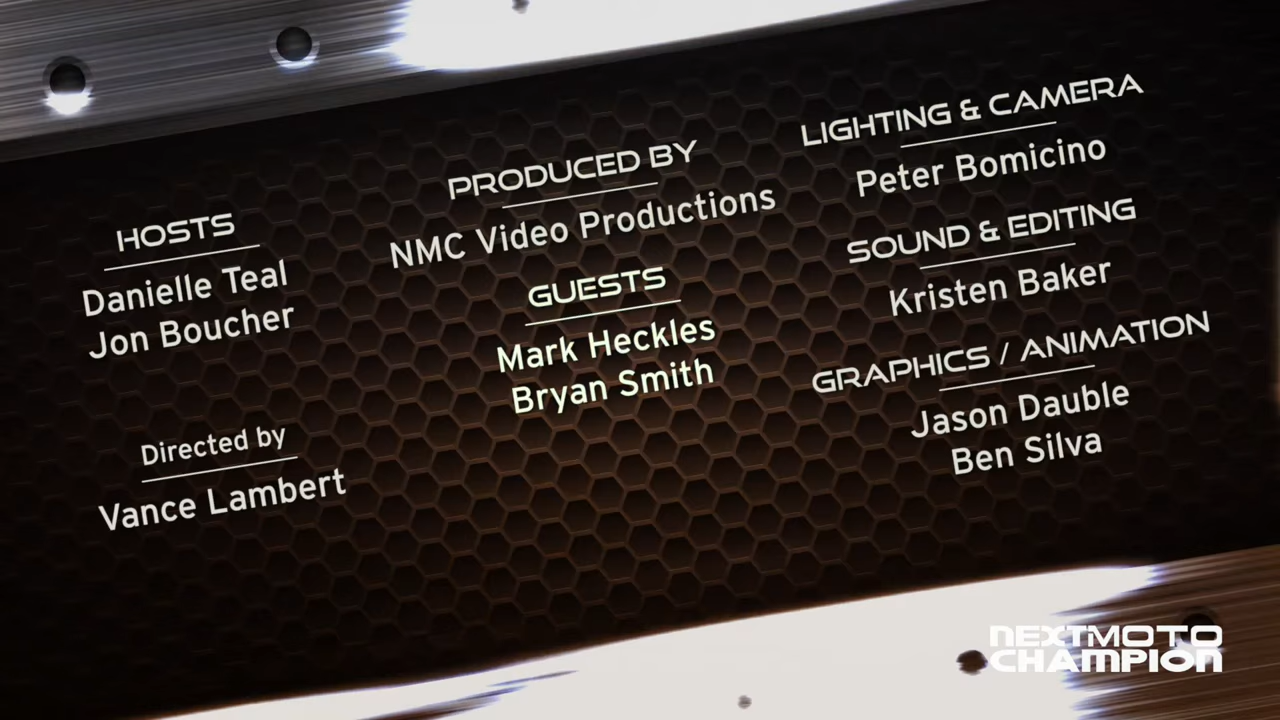 HOSTS
Danielle Teal
Jon Boucher
Directed by
Vance Lambert
PRODUCED BY
NMC Video Productions
GUESTS
Mark Heckles
Bryan Smith
LIGHTING & CAMERA
Peter Bomicino
SOUND & EDITING
Kristen Baker
GRAPHICS / ANIMATION
Jason Dauble
Ben Silva
NEXTMOTO
CHAMPION